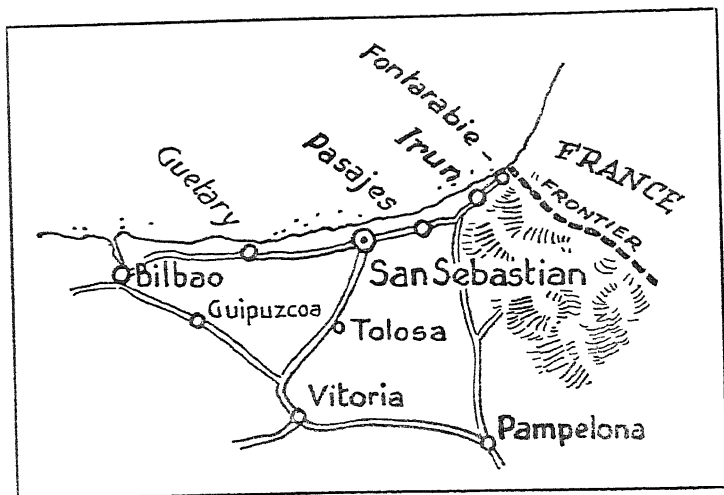 Fontarabie
FRANCE
Irun
Pasajes
Guetary
FRONTIER
Bilbao
San Sebastian
Guipuzcoa
Tolosa
Vitoria
Pampelona